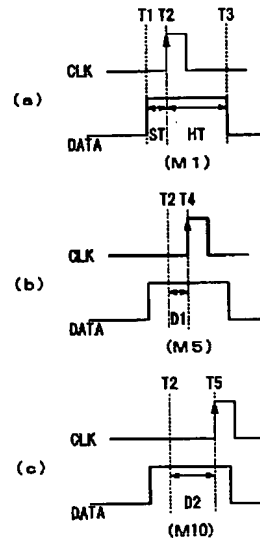 T1 T2 T3
CLK
(a)
DATA ST HT
(M1)
T2 T4
CLK
(b)
D1
DATA
(M5)
T2 T5
CLK
(c)
D2
DATA
(M10)